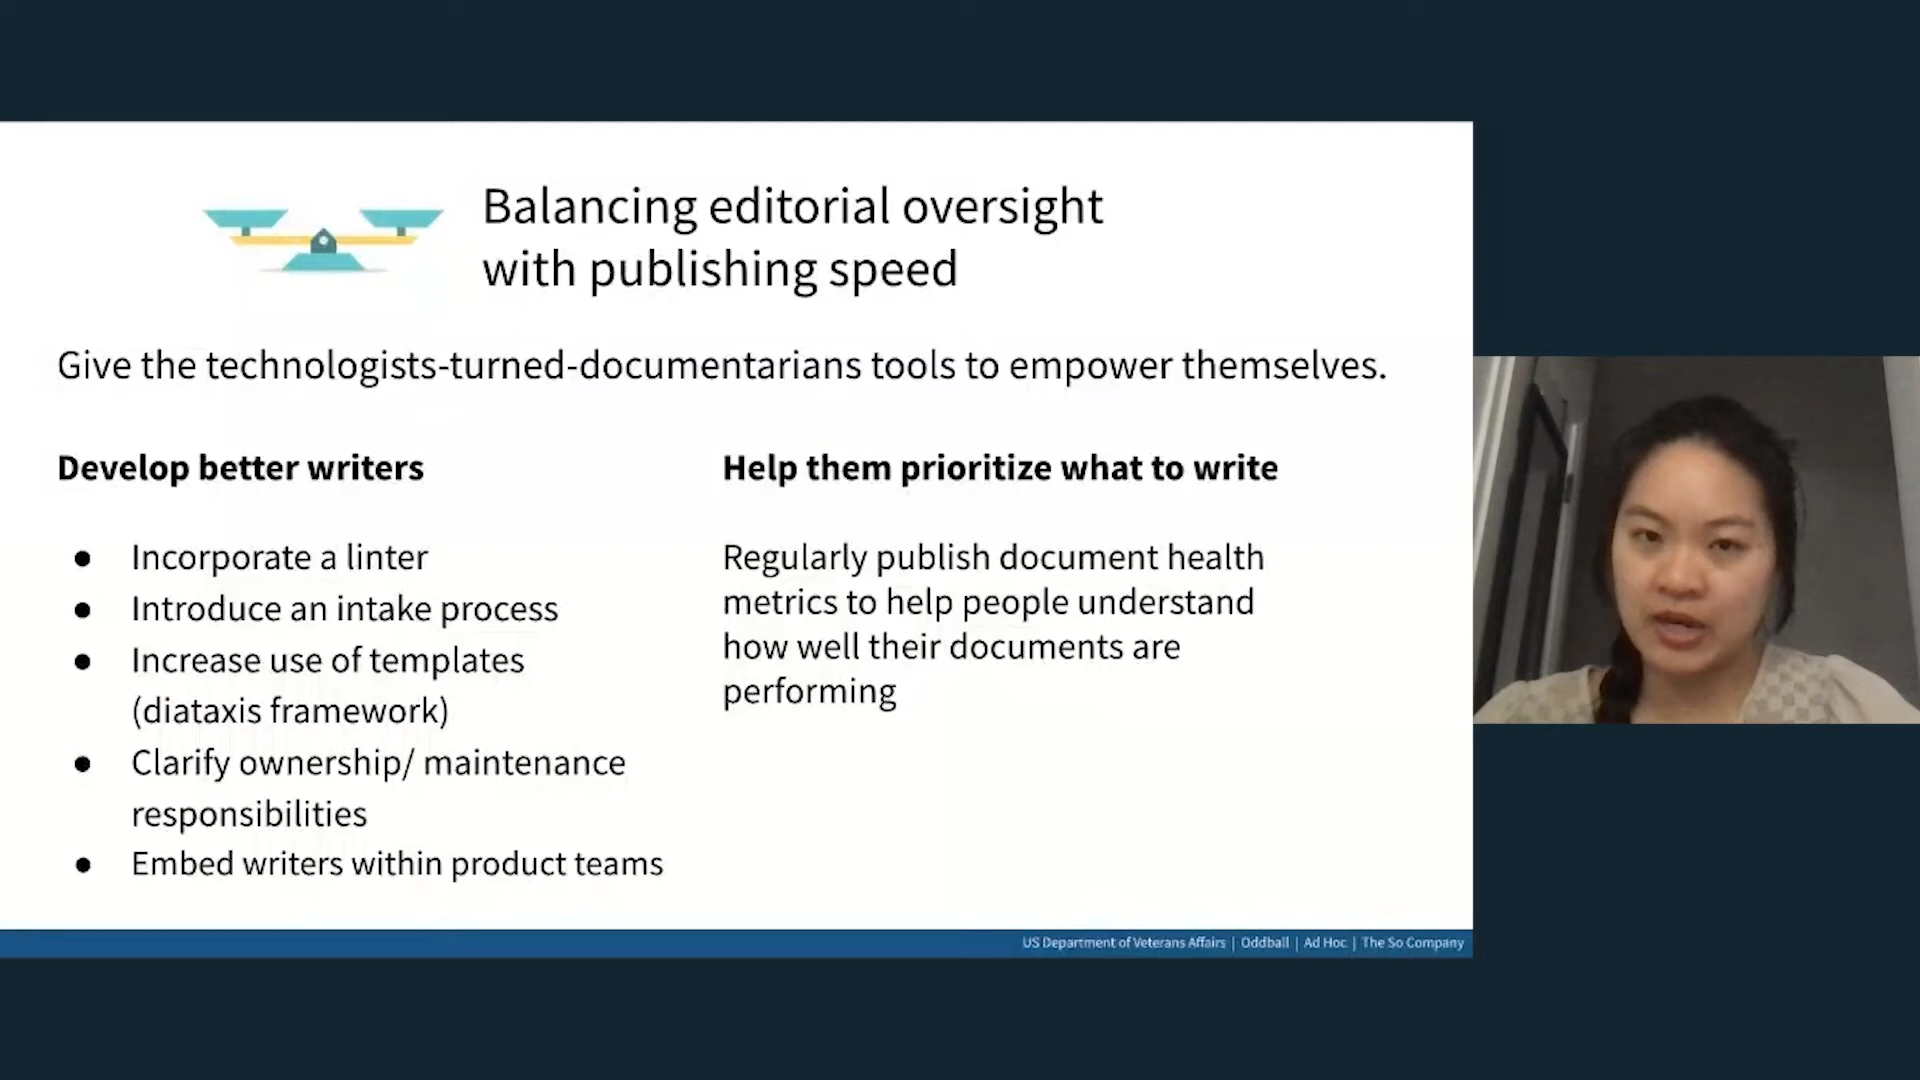 Balancing editorial oversight
with publishing speed
Give the technologists-turned-documentarians tools to empower themselves.
Develop better writers
● Incorporate a linter
● Introduce an intake process
● Increase use of templates
(diataxis framework)
● Clarify ownership/ maintenance
responsibilities
● Embed writers within product teams
Help them prioritize what to write
Regularly publish document health
metrics to help people understand
how well their documents are
performing
US Department of Veterans Affairs | Oddball | Ad Hoc | The So Company